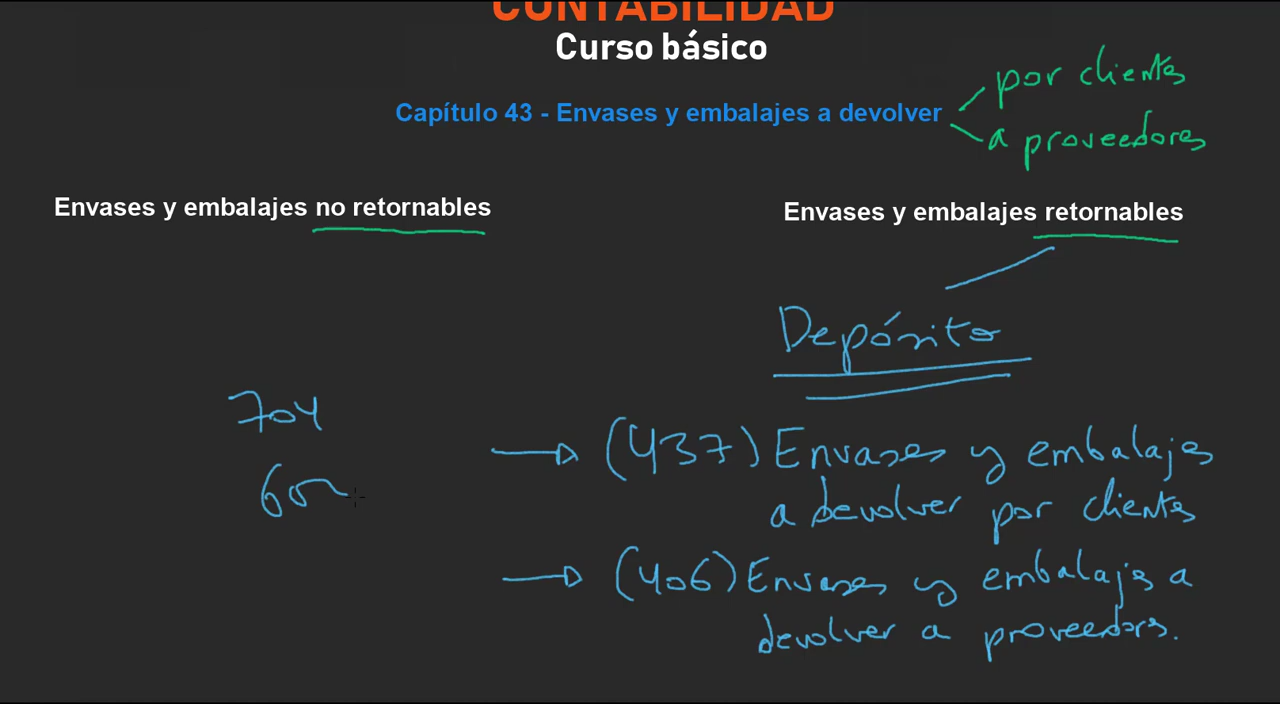 CONTABILIDAD
Curso básico
Capítulo 43 - Envases y embalajes a devolver
por clientes
a proveedores
Envases y embalajes no retornables
Envases y embalajes retornables
Depósito
704
(437) Envases y embalajes
a devolver por clientes
(406) Envases y embalajes a
devolver a proveedores.